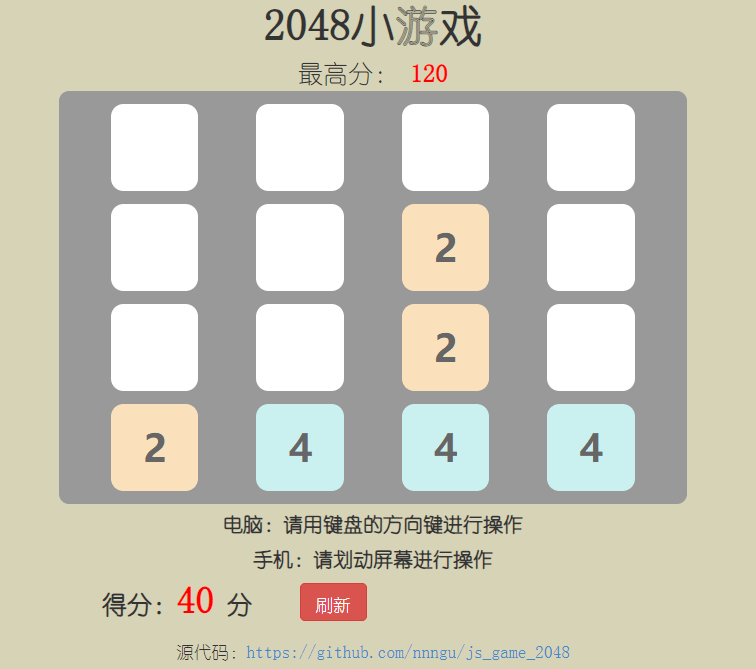 2048小游戏
最高分： 120
2
2
2 4 4 4
电脑：请用键盘的方向键进行操作
手机：请划动屏幕进行操作
得分：40 分 刷新
源代码：https://github.com/nnngu/js_game_2048